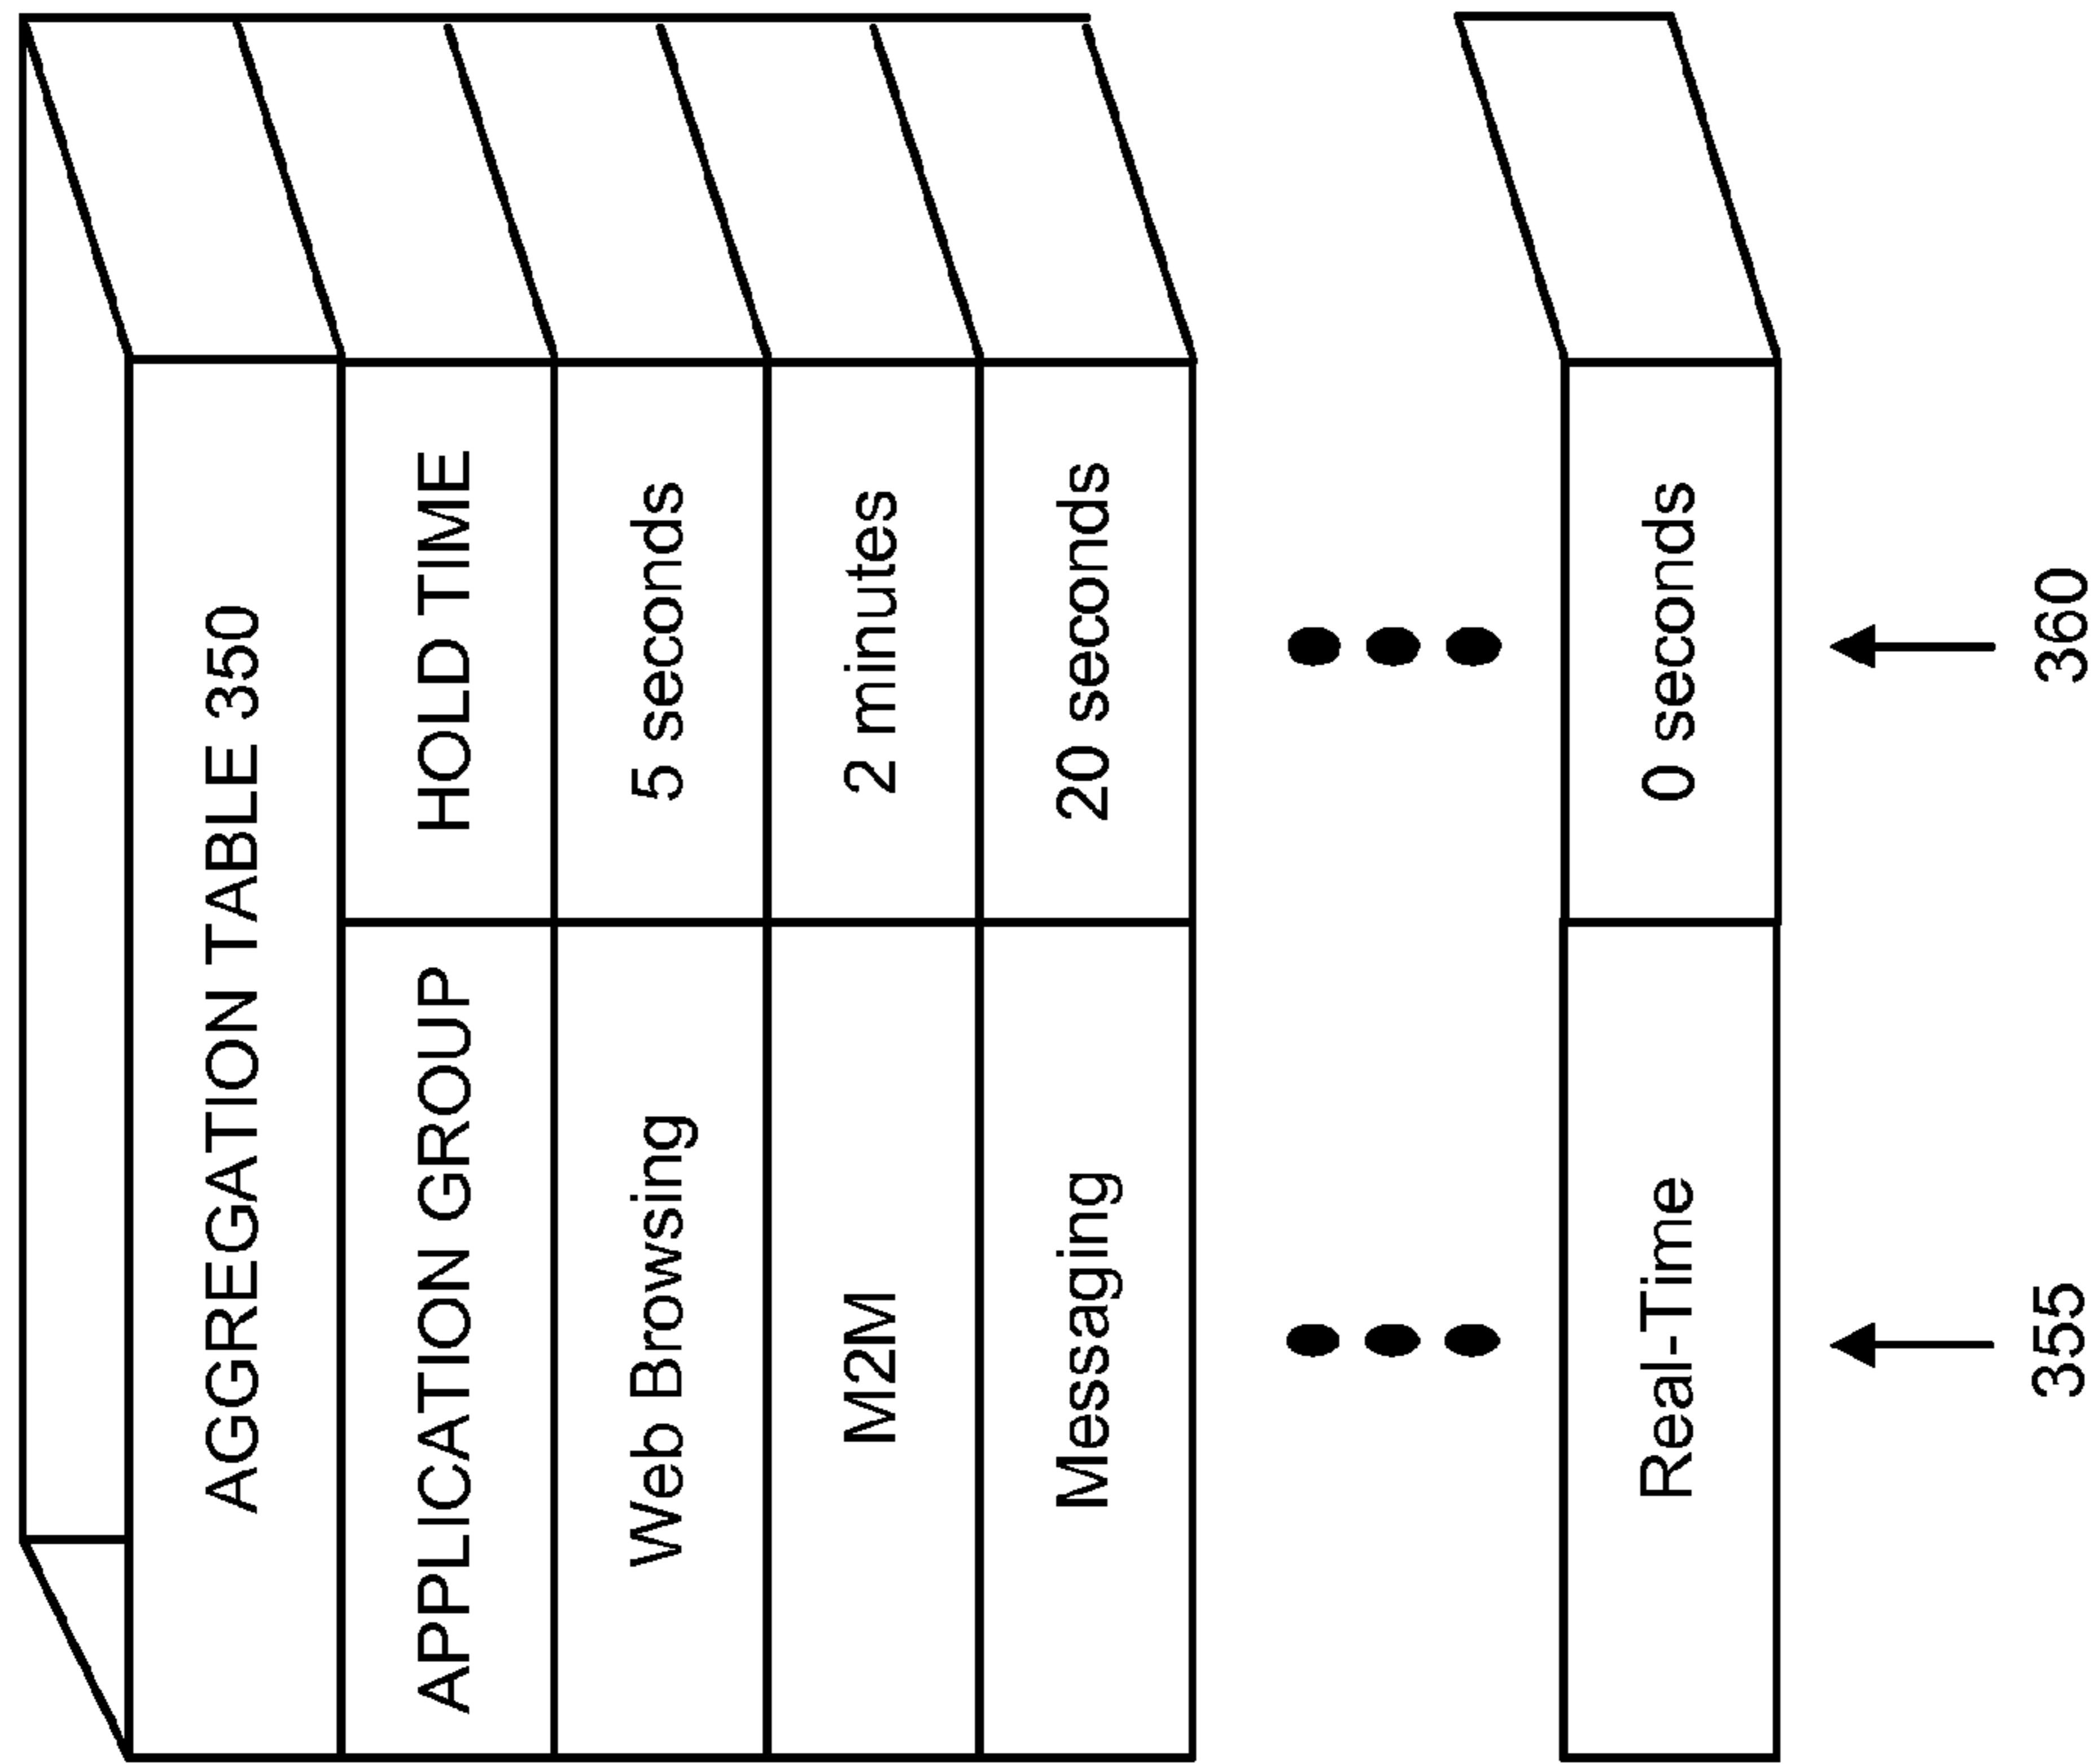 AGGREGATION TABLE 350
APPLICATION GROUP HOLD TIME
Web Browsing 5 seconds
M2M 2 minutes
Messaging 20 seconds
Real-Time 0 seconds
355 360